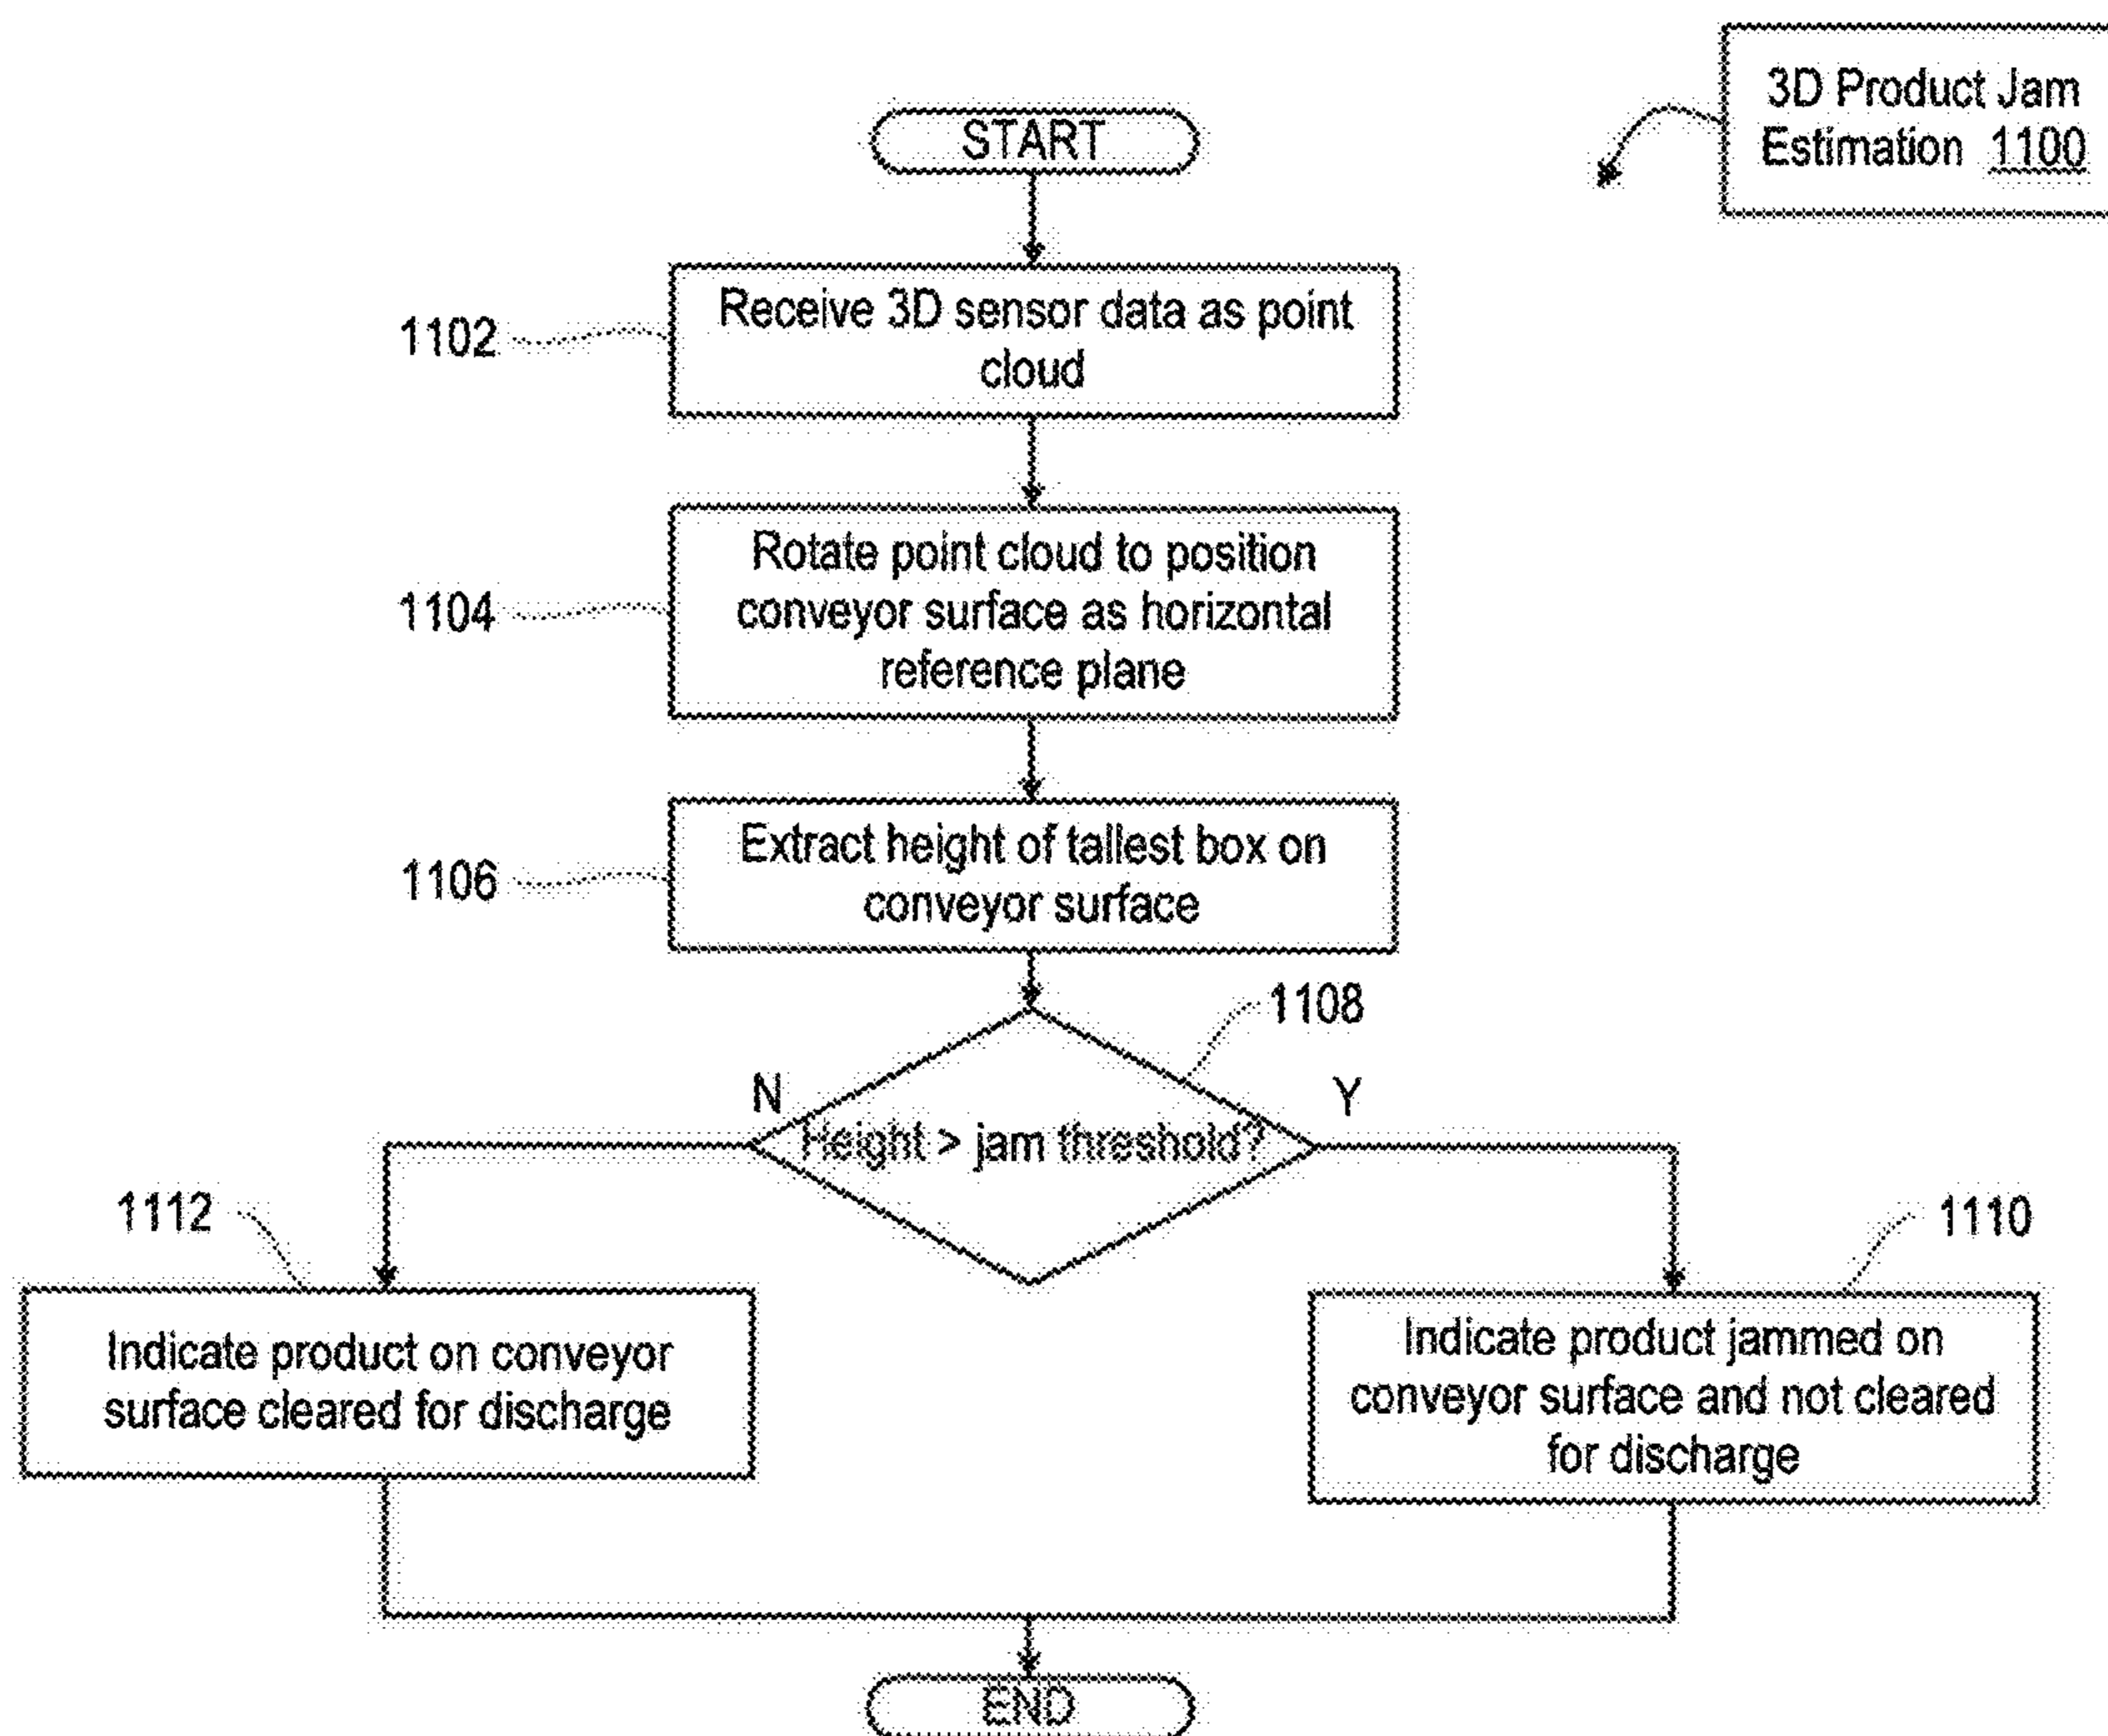 3D Product Jam
Estimation 1100
START
1102
Receive 3D sensor data as point
cloud
1104
Rotate point cloud to position
conveyor surface as horizontal
reference plane
1106
Extract height of tallest box on
conveyor surface
1108
N
Y
Height > jam threshold?
1112
1110
Indicate product on conveyor
surface cleared for discharge
Indicate product jammed on
conveyor surface and not cleared
for discharge
END